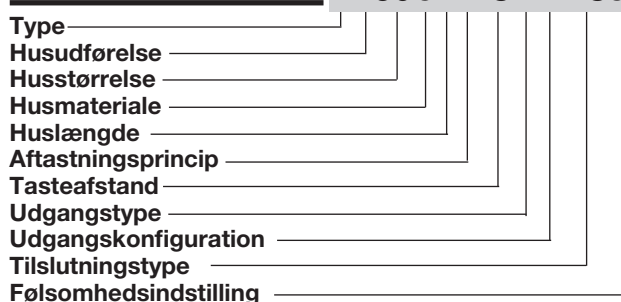 Type
Husudførelse
Husstørrelse
Husmateriale
Huslængde
Aftastningsprincip
Tasteafstand
Udgangstype
Udgangskonfiguration
Tilslutningstype
Følsomhedsindstilling